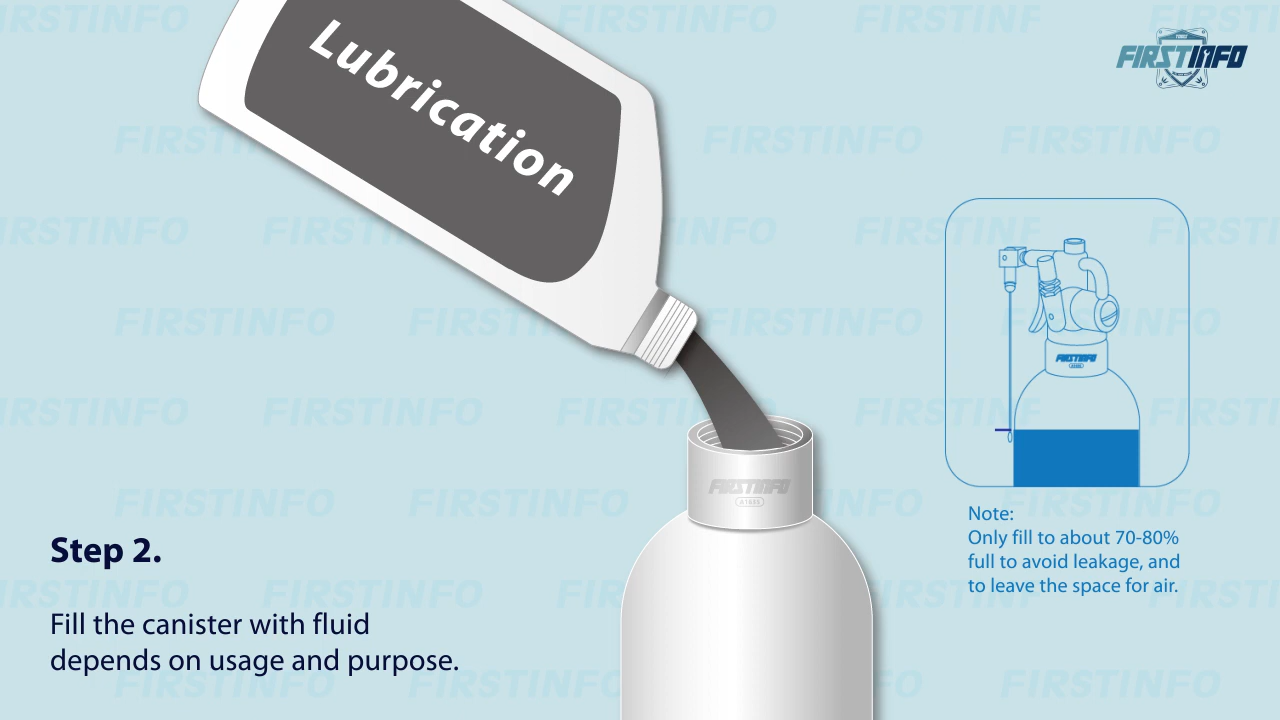 Lubrication
FIRSTINFO
FIRSTINFO
A1685
FIRSTINFO
Note:
Only fill to about 70-80%
full to avoid leakage, and
to leave the space for air.
Step 2.
Fill the canister with fluid
depends on usage and purpose.